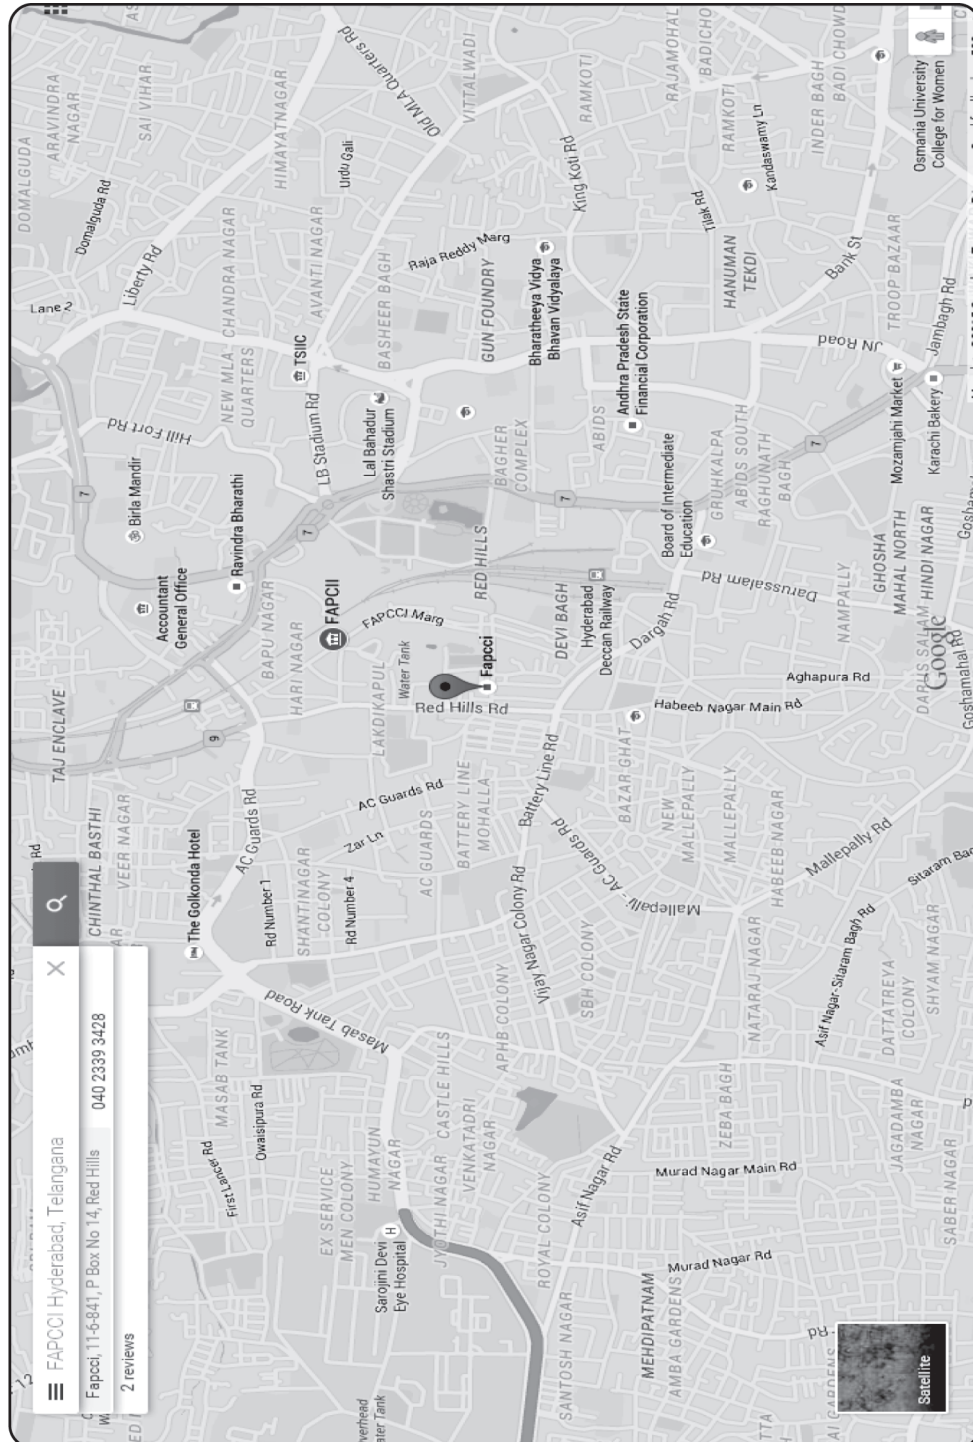 FAPCCI Hyderabad, Telangana
Fapcci, 11-6-841, P Box No 14, Red Hills
040 2339 3428
2 reviews
TAJ ENCLAVE
CHINTHAL BASTHI
VEER NAGAR
DOMALGUDA
ARAVINDRA
NAGAR
SAI VIHAR
Domalguda Rd
Lane 2
Liberty Rd
HIMAYATNAGAR
Old MLA Quarters Rd
Urdu Gali
VITTALWADI
CHANDRA NAGAR
AVANTI NAGAR
NEW MLA
QUARTERS
Hill Fort Rd
7
Birla Mandir
Accountant
General Office
Ravindra Bharathi
TSIIC
LB Stadium Rd
BASHEER BAGH
Lal Bahadur
Shastri Stadium
Raja Reddy Marg
GUN FOUNDRY
King Koti Rd
RAMKOTI
RAJAMOHAL
BADICHO
RAMKOTI
Kandaswamy Ln
Tilak Rd
INDER BAGH
BADI CHOWD
Osmania University
College for Women
Bharatheeya Vidya
Bhavan Vidyalaya
HANUMAN
TEKDI
Bank St
TROOP BAZAAR
JN Road
Jambagh Rd
Andhra Pradesh State
Financial Corporation
ABIDS
BAGHER
COMPLEX
7
7
7
Board of Intermediate
Education
GRUHKALPA
ABIDS SOUTH
RAGHUNATH
BAGH
Mozamjahi Market
Karachi Bakery
GHOSHA
MAHAL NORTH
HINDI NAGAR
BAPU NAGAR
HARI NAGAR
FAPCII
FAPCCI Marg
RED HILLS
Water Tank
LAKDIKAPUL
Fapcci
Red Hills Rd
DEVI BAGH
Hyderabad
Deccan Railway
Dargah Rd
Darussalam Rd
NAMPALLY
DARUS SALAM
Google
Goshamahal Rd
Aghapura Rd
Habeeb Nagar Main Rd
9
The Golkonda Hotel
AC Guards Rd
AC Guards Rd
Zar Ln
Rd Number 1
SHANTINAGAR
COLONY
Rd Number 4
AC GUARDS
BATTERY LINE
MOHALLA
Battery Line Rd
BAZAR GHAT
NEW
MALLEPALLY
MALLEPALLY
HABEEB NAGAR
Mallepally Rd
Sitaram Bag
Mallepally - AC Guards Rd
Vijay Nagar Colony Rd
SBH COLONY
APHB COLONY
NATARAJ NAGAR
Asif Nagar-Sitaram Bagh Rd
DATTATREYA
COLONY
SHYAM NAGAR
MASAB TANK
Masab Tank Road
Owaisipura Rd
First Lancer Rd
EX SERVICE
MEN COLONY
HUMAYUN
NAGAR
CASTLE HILLS
JYOTHI NAGAR
VENKATADRI
NAGAR
Sarojini Devi
Eye Hospital
ROYAL COLONY
Asif Nagar Rd
ZEBA BAGH
Murad Nagar Main Rd
JAGADAMBA
NAGAR
SABER NAGAR
Murad Nagar Rd
MEHDIPATNAM
AMBA GARDENS
SANTOSH NAGAR
Satellite